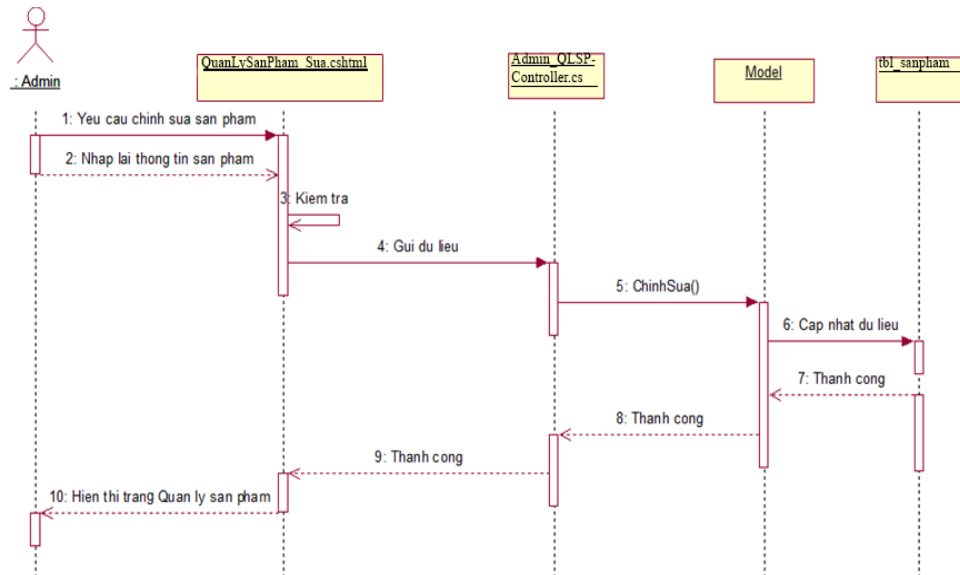 : Admin
QuanLySanPham_Sua.cshtml
Admin_QLSP-
Controller.cs
Model
tbl_sanpham
1: Yeu cau chinh sua san pham
2: Nhap lai thong tin san pham
3: Kiem tra
4: Gui du lieu
5: ChinhSua()
6: Cap nhat du lieu
7: Thanh cong
8: Thanh cong
9: Thanh cong
10: Hien thi trang Quan ly san pham